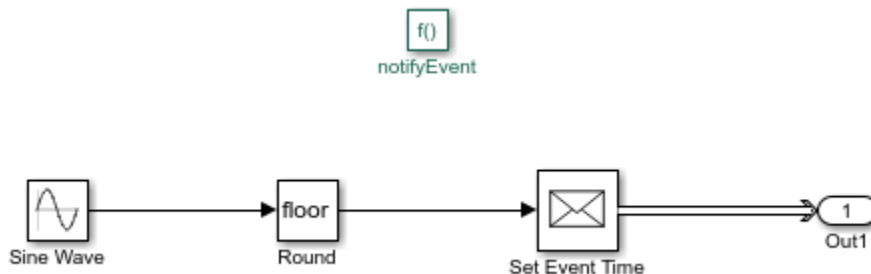 f()
notifyEvent
floor
1
Sine Wave
Round
Set Event Time
Out1